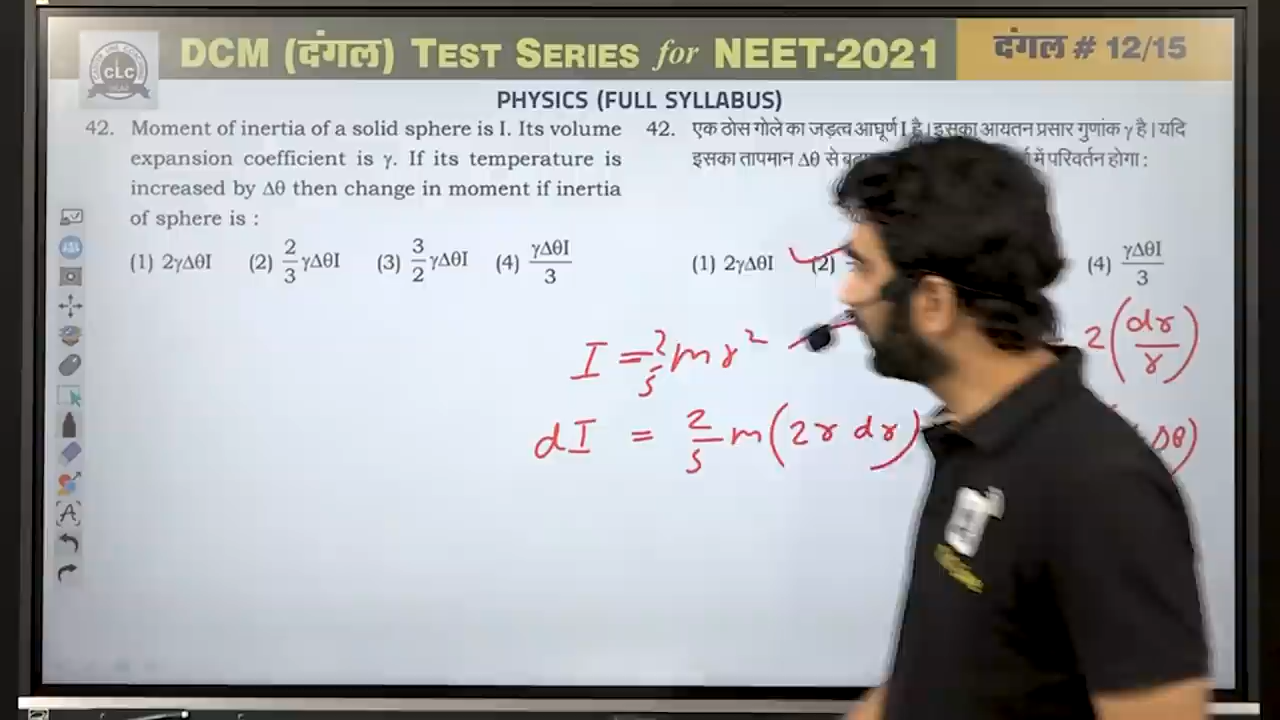 DCM (दंगल) TEST SERIES for NEET-2021
दंगल # 12/15
CLC
PHYSICS (FULL SYLLABUS)
42. Moment of inertia of a solid sphere is I. Its volume
expansion coefficient is γ. If its temperature is
increased by Δθ then change in moment if inertia
of sphere is :
(1) 2γΔθI (2) 2/3 γΔθI (3) 3/2 γΔθI (4) γΔθI/3
42. एक ठोस गोले का जड़त्व आघूर्ण I है। इसका आयतन प्रसार गुणांक γ है। यदि
इसका तापमान Δθ से में परिवर्तन होगा :
(1) 2γΔθI (2) (4) γΔθI/3
I = 2/5 m r² 2(dr/r)
dI = 2/5 m(2r dr) Δθ)
A